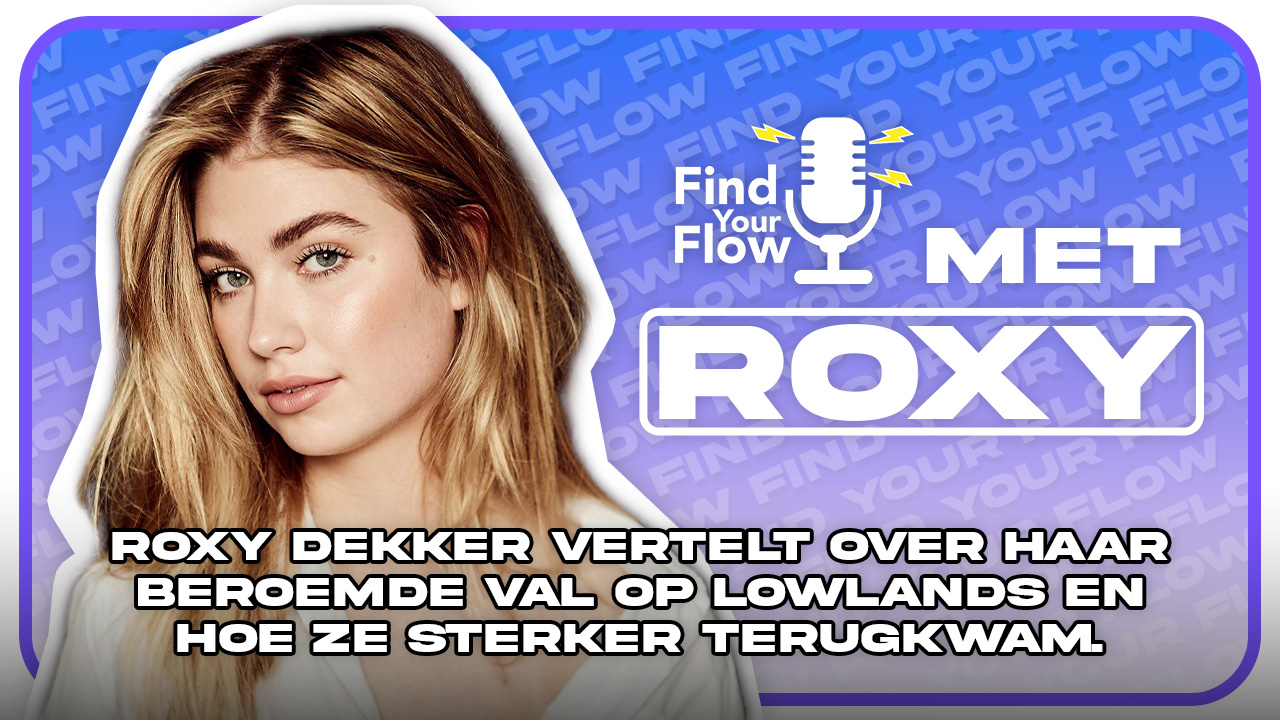 Find
Your
Flow
MET
ROXY
ROXY DEKKER VERTELT OVER HAAR
BEROEMDE VAL OP LOWLANDS EN
HOE ZE STERKER TERUGKWAM.